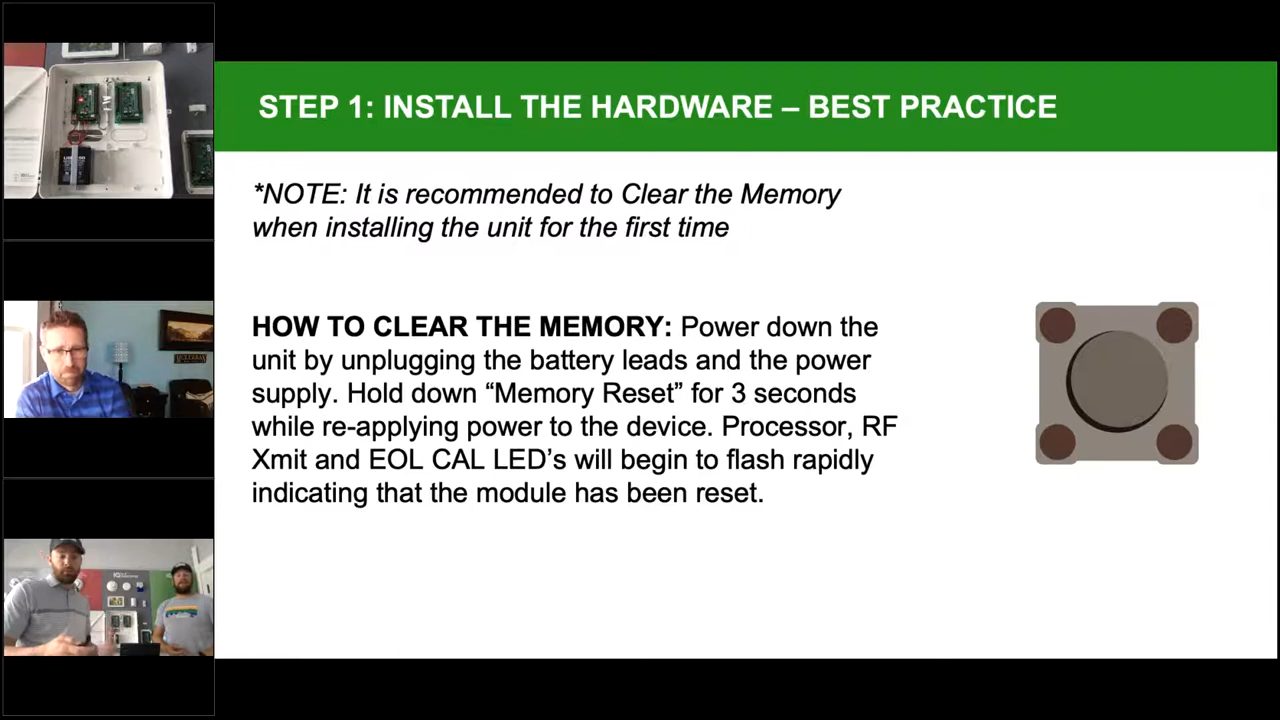 STEP 1: INSTALL THE HARDWARE – BEST PRACTICE
*NOTE: It is recommended to Clear the Memory
when installing the unit for the first time
HOW TO CLEAR THE MEMORY: Power down the
unit by unplugging the battery leads and the power
supply. Hold down “Memory Reset” for 3 seconds
while re-applying power to the device. Processor, RF
Xmit and EOL CAL LED’s will begin to flash rapidly
indicating that the module has been reset.